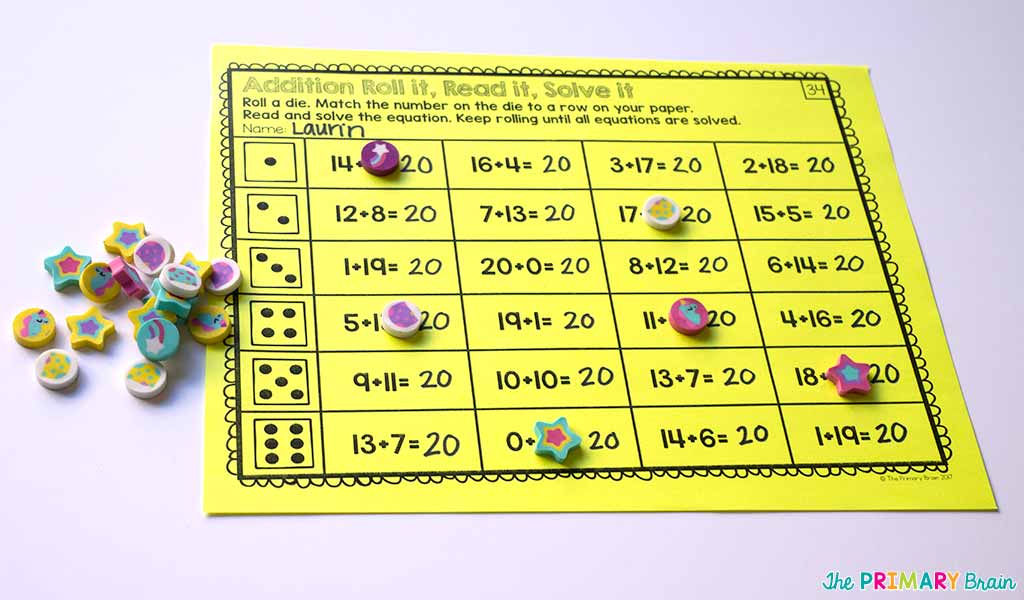 Addition Roll it, Read it, Solve it
34
Roll a die. Match the number on the die to a row on your paper.
Read and solve the equation. Keep rolling until all equations are solved.
Name: Laurin
14+ 20 16+4= 20 3+17= 20 2+18= 20
12+8= 20 7+13= 20 17 20 15+5= 20
1+19= 20 20+0= 20 8+12= 20 6+14= 20
5+1 20 19+1= 20 11+ 20 4+16= 20
9+11= 20 10+10= 20 13+7= 20 18+ 20
13+7= 20 0+ 20 14+6= 20 1+19= 20
© The Primary Brain 2017
The PRIMARY Brain